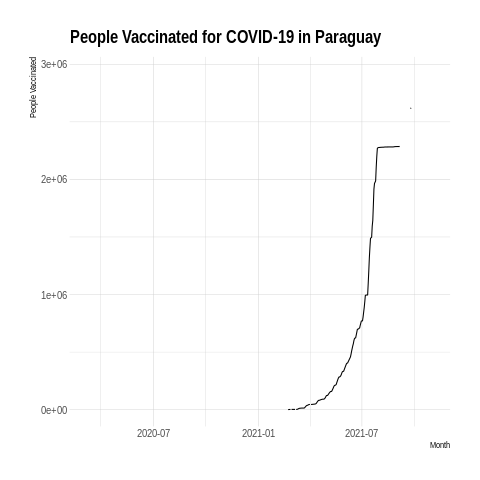 People Vaccinated for COVID-19 in Paraguay
People Vaccinated
3e+06
2e+06
1e+06
0e+00
2020-07
2021-01
2021-07
Month